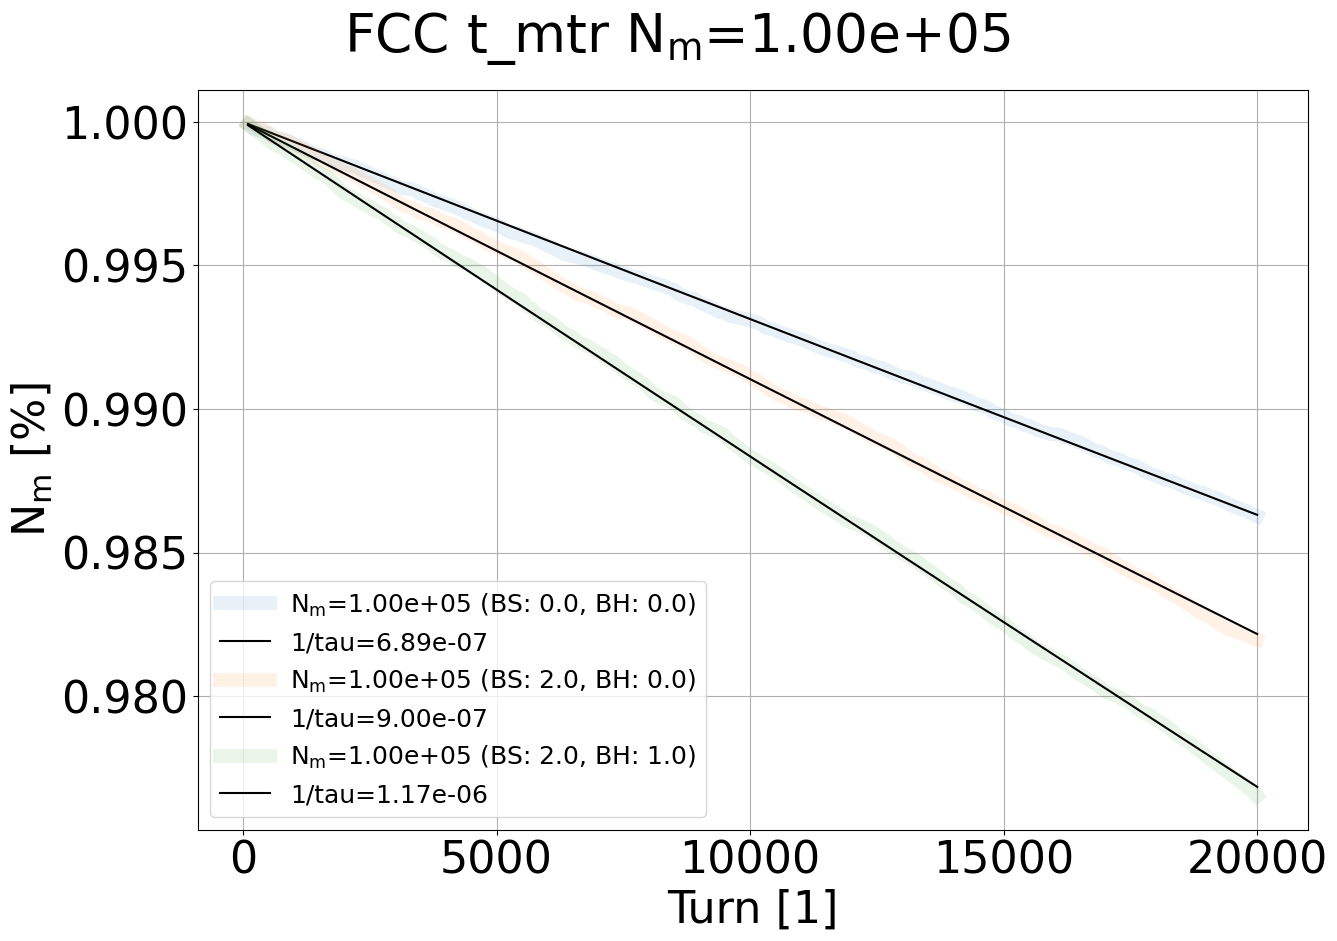 FCC t_mtr Nm=1.00e+05
1.000
0.995
0.990
0.985
0.980
Nm [%]
Nm=1.00e+05 (BS: 0.0, BH: 0.0)
1/tau=6.89e-07
Nm=1.00e+05 (BS: 2.0, BH: 0.0)
1/tau=9.00e-07
Nm=1.00e+05 (BS: 2.0, BH: 1.0)
1/tau=1.17e-06
0 5000 10000 15000 20000
Turn [1]